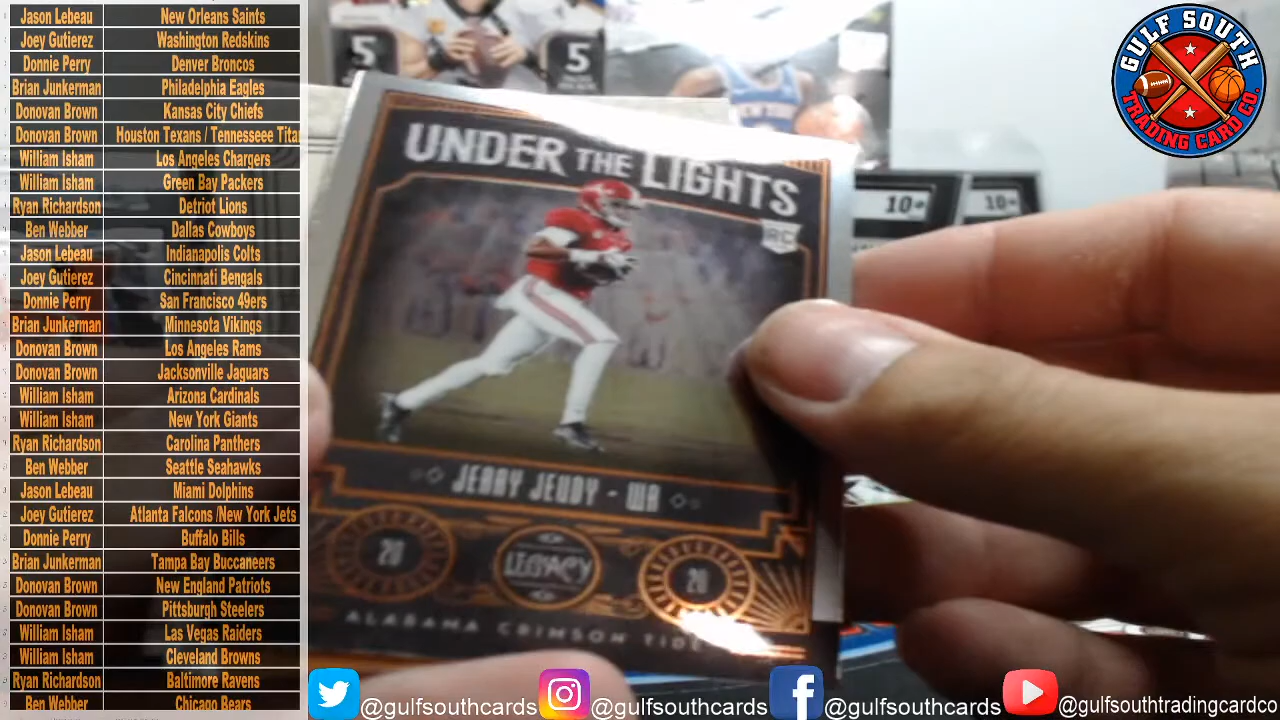 Jason Lebeau New Orleans Saints
Joey Gutierez Washington Redskins
Donnie Perry Denver Broncos
Brian Junkerman Philadelphia Eagles
Donovan Brown Kansas City Chiefs
Donovan Brown Houston Texans / Tennesseee Tita
William Isham Los Angeles Chargers
William Isham Green Bay Packers
Ryan Richardson Detriot Lions
Ben Webber Dallas Cowboys
Jason Lebeau Indianapolis Colts
Joey Gutierez Cincinnati Bengals
Donnie Perry San Francisco 49ers
Brian Junkerman Minnesota Vikings
Donovan Brown Los Angeles Rams
Donovan Brown Jacksonville Jaguars
William Isham Arizona Cardinals
William Isham New York Giants
Ryan Richardson Carolina Panthers
Ben Webber Seattle Seahawks
Jason Lebeau Miami Dolphins
Joey Gutierez Atlanta Falcons /New York Jets
Donnie Perry Buffalo Bills
Brian Junkerman Tampa Bay Buccaneers
Donovan Brown New England Patriots
Donovan Brown Pittsburgh Steelers
William Isham Las Vegas Raiders
William Isham Cleveland Browns
Ryan Richardson Baltimore Ravens
Ben Webber Chicago Bears
5 5
NEW YORK
10+ 10+
GULF SOUTH
TRADING CARD CO.
UNDER THE LIGHTS
RC
JERRY JEUDY - WR
20 LEGACY 20
ALABAMA CRIMSON TIDE
@gulfsouthcards @gulfsouthcards @gulfsouthcards @gulfsouthtradingcardco